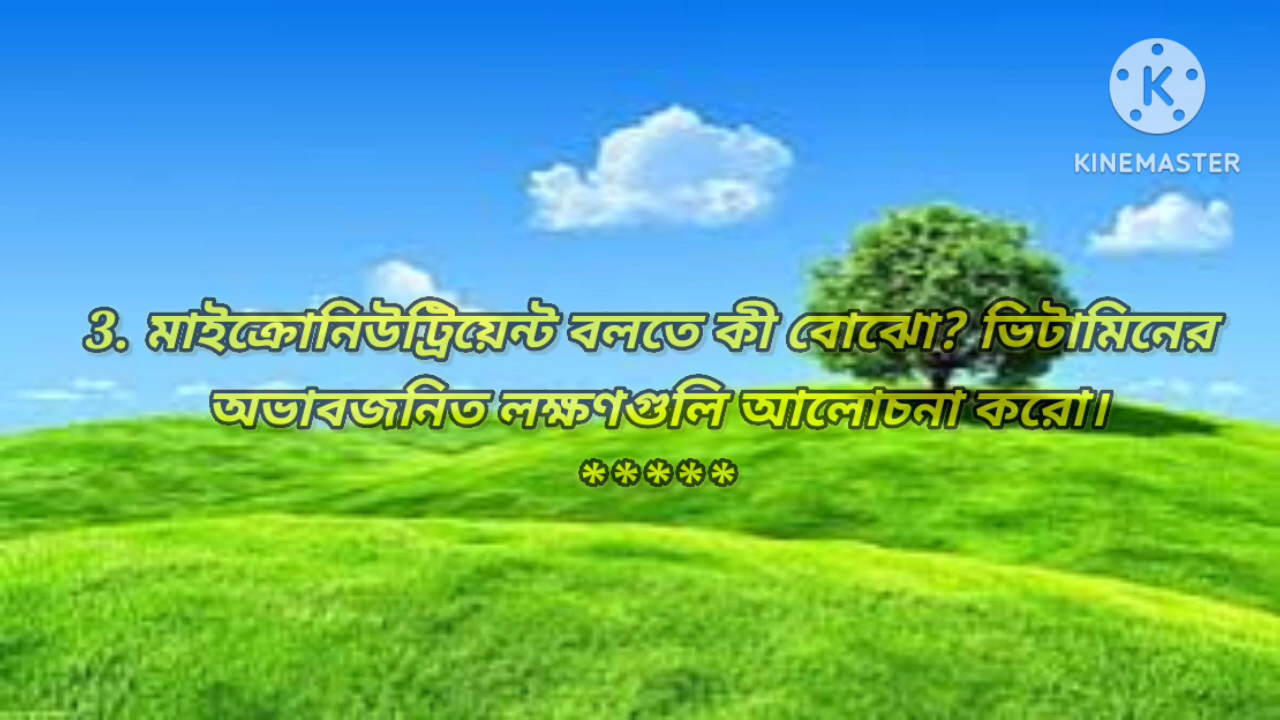 KINEMASTER
3. মাইক্রোনিউট্রিয়েন্ট বলতে কী বোঝো? ভিটামিনের
অভাবজনিত লক্ষণগুলি আলোচনা করো।
*****